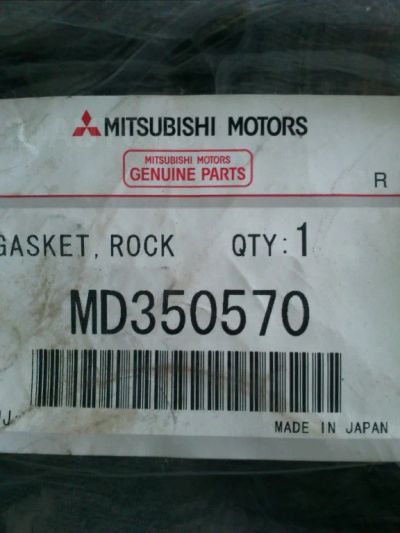 MITSUBISHI MOTORS
MITSUBISHI MOTORS
GENUINE PARTS
R
GASKET, ROCK QTY:1
MD350570
MADE IN JAPAN